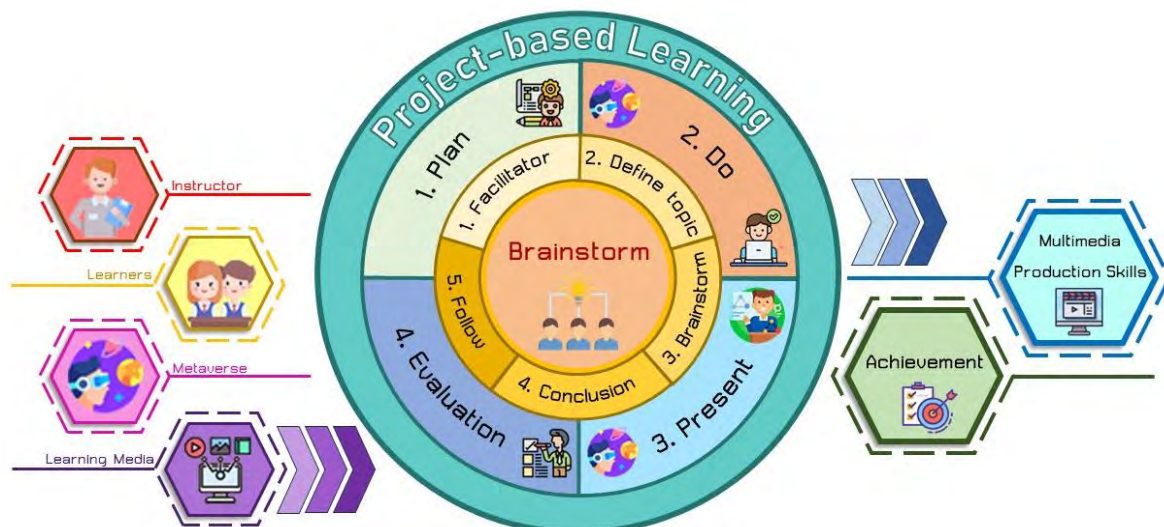 Project-based Learning
1. Plan
2. Do
3. Present
4. Evaluation
1. Facilitator
2. Define topic
3. Brainstorm
4. Conclusion
5. Follow
Brainstorm
Instructor
Learners
Metaverse
Learning Media
Multimedia
Production Skills
Achievement